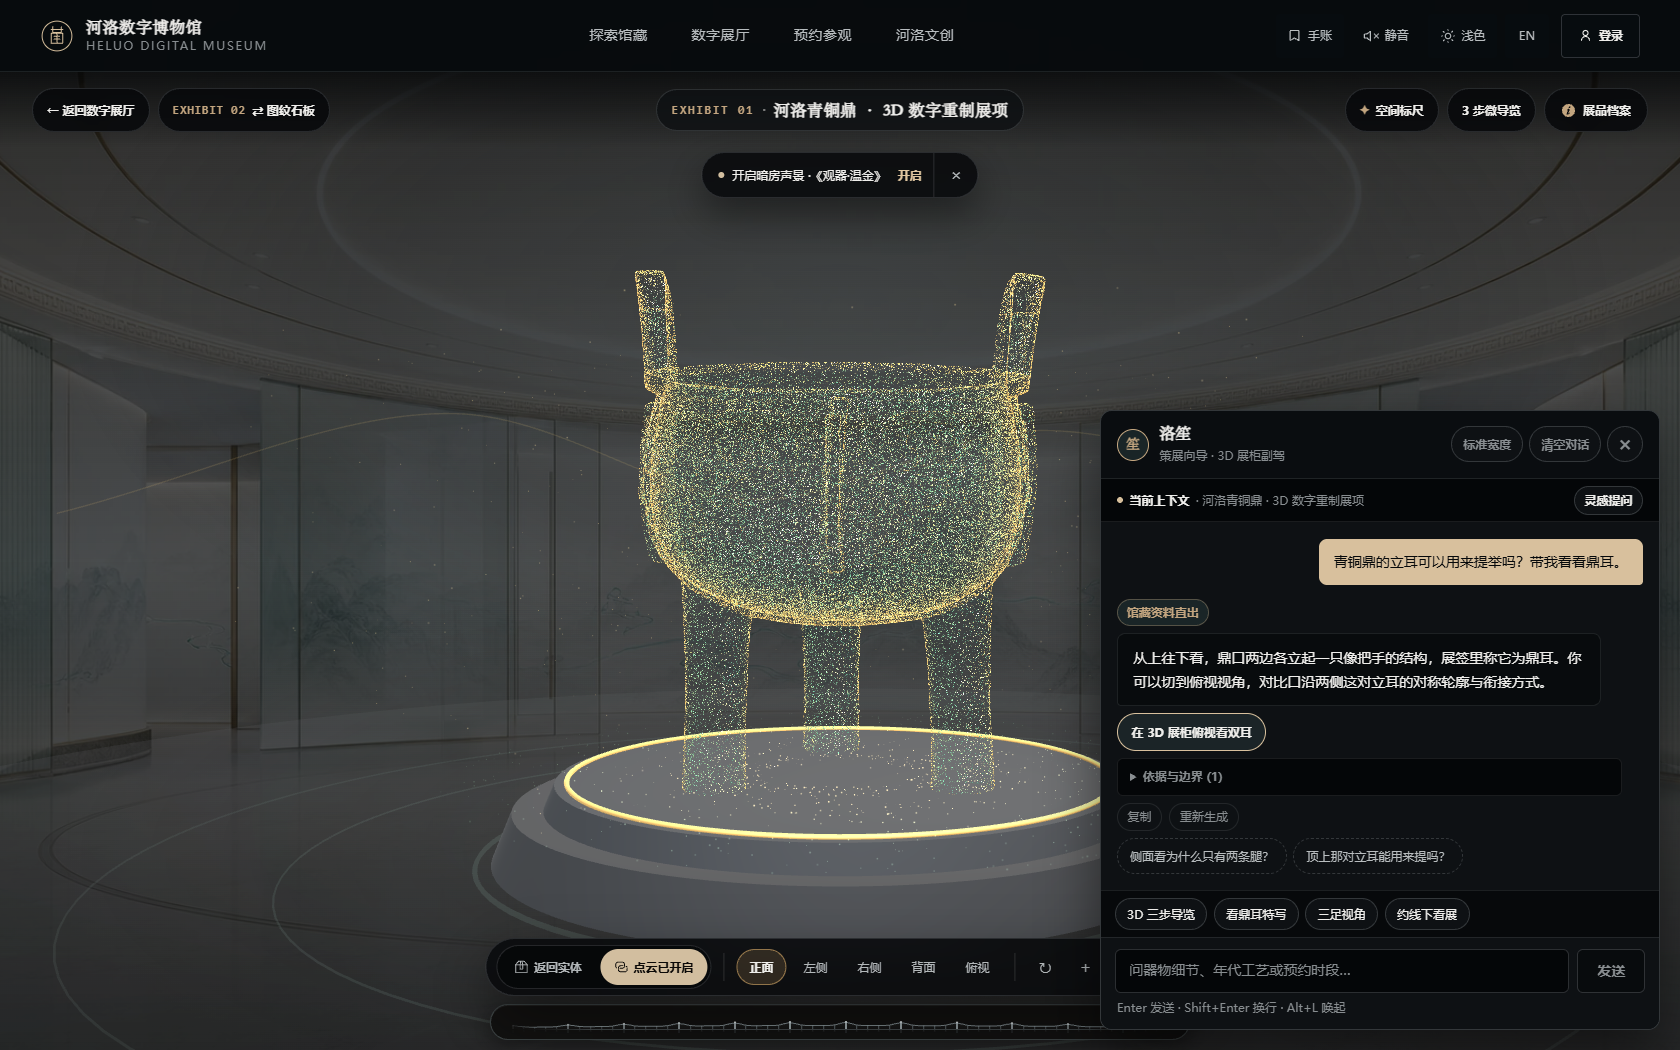 河洛数字博物馆
HELUO DIGITAL MUSEUM
探索馆藏
数字展厅
预约参观
河洛文创
手账
静音
浅色
EN
登录
← 返回数字展厅
EXHIBIT 02 ⇄ 图纹石板
EXHIBIT 01 · 河洛青铜鼎 · 3D 数字重制展项
空间标尺
3 步微导览
展品档案
开启暗房声景 ·《观器·温金》 开启 ×
笙
洛笙
策展向导 · 3D 展柜副驾
标准宽度
清空对话
×
当前上下文 · 河洛青铜鼎 · 3D 数字重制展项
灵感提问
青铜鼎的立耳可以用来提举吗？带我看看鼎耳。
馆藏资料直出
从上往下看，鼎口两边各立起一只像把手的结构，展签里称它为鼎耳。你
可以切到俯视视角，对比口沿两侧这对立耳的对称轮廓与衔接方式。
在 3D 展柜俯视看双耳
▶ 依据与边界 (1)
复制
重新生成
侧面看为什么只有两条腿？
顶上那对立耳能用来提吗？
3D 三步导览
看鼎耳特写
三足视角
约线下看展
问器物细节、年代工艺或预约时段...
发送
Enter 发送 · Shift+Enter 换行 · Alt+L 唤起
返回实体
点云已开启
正面
左侧
右侧
背面
俯视
↻
+